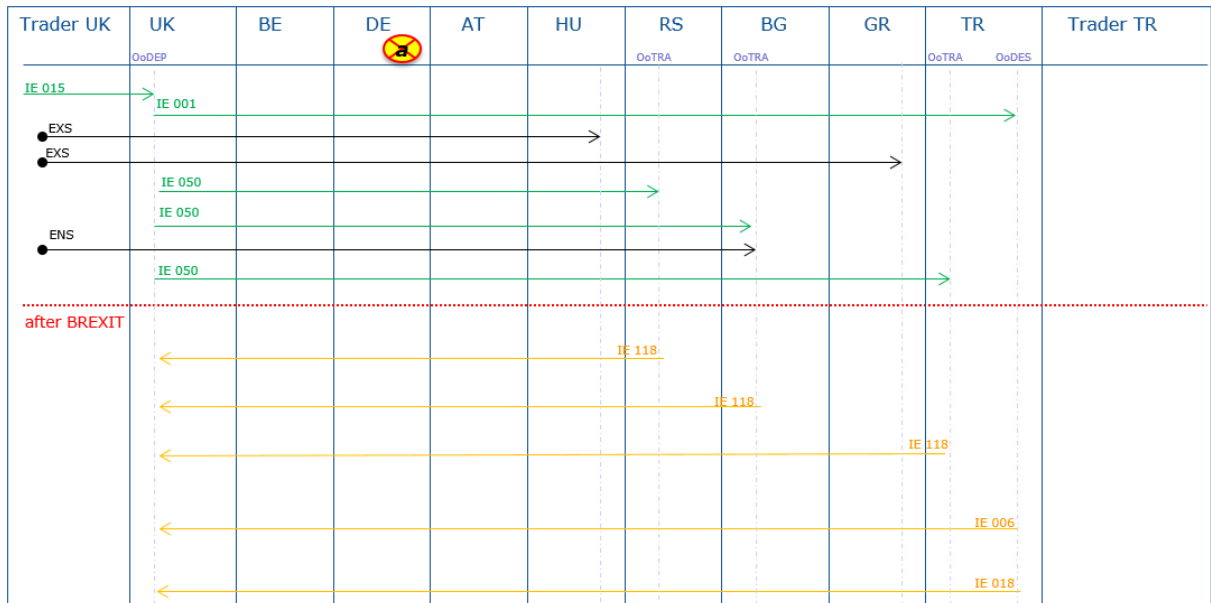 Trader UK UK BE DE AT HU RS BG GR TR Trader TR
a
OoDEP OoTRA OoTRA OoTRA OoDES
IE 015
IE 001
EXS
EXS
IE 050
IE 050
ENS
IE 050
after BREXIT
IE 118
IE 118
IE 118
IE 006
IE 018